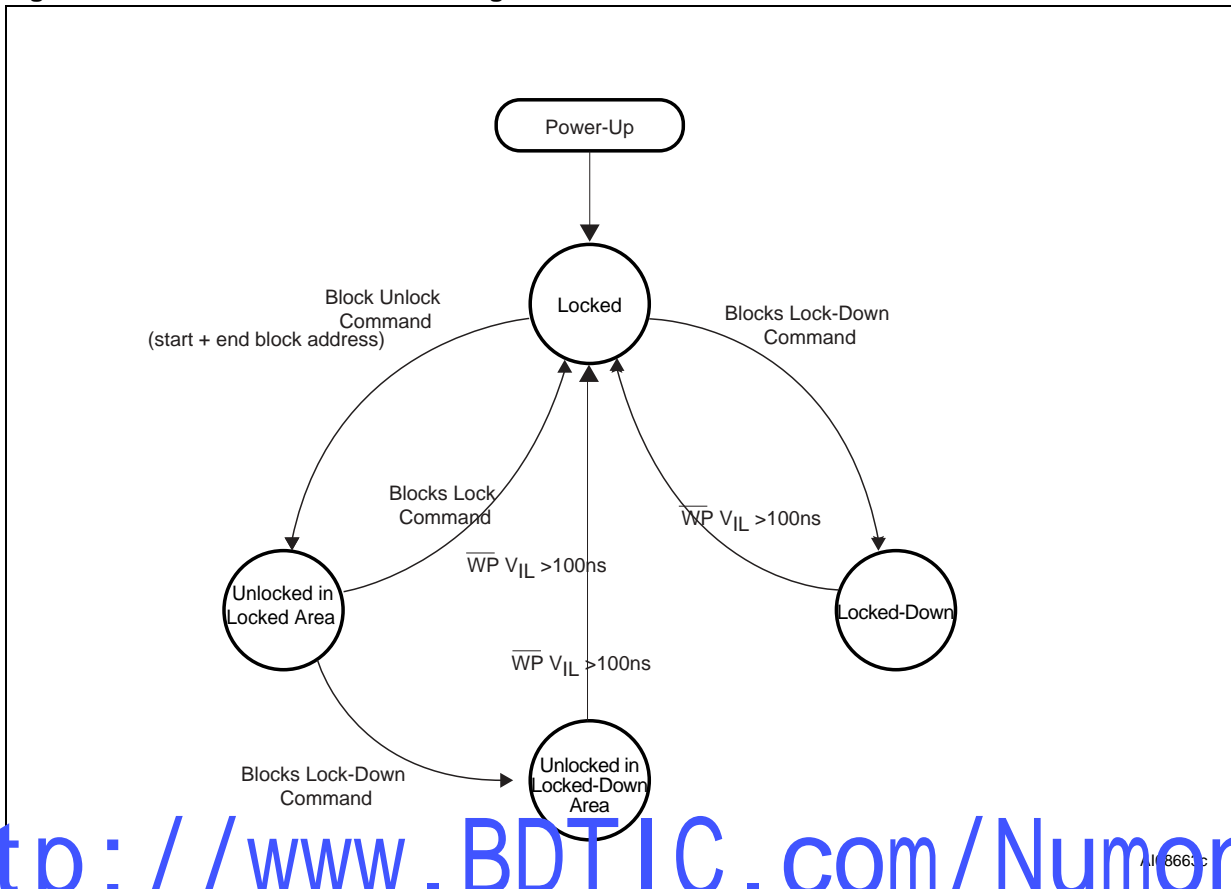 Power-Up
Locked
Block Unlock
Command
(start + end block address)
Blocks Lock-Down
Command
Blocks Lock
Command
WP VIL >100ns
WP VIL >100ns
Unlocked in
Locked Area
Locked-Down
WP VIL >100ns
Blocks Lock-Down
Command
Unlocked in
Locked-Down
Area
tp://www.BDTIC.com/Numon